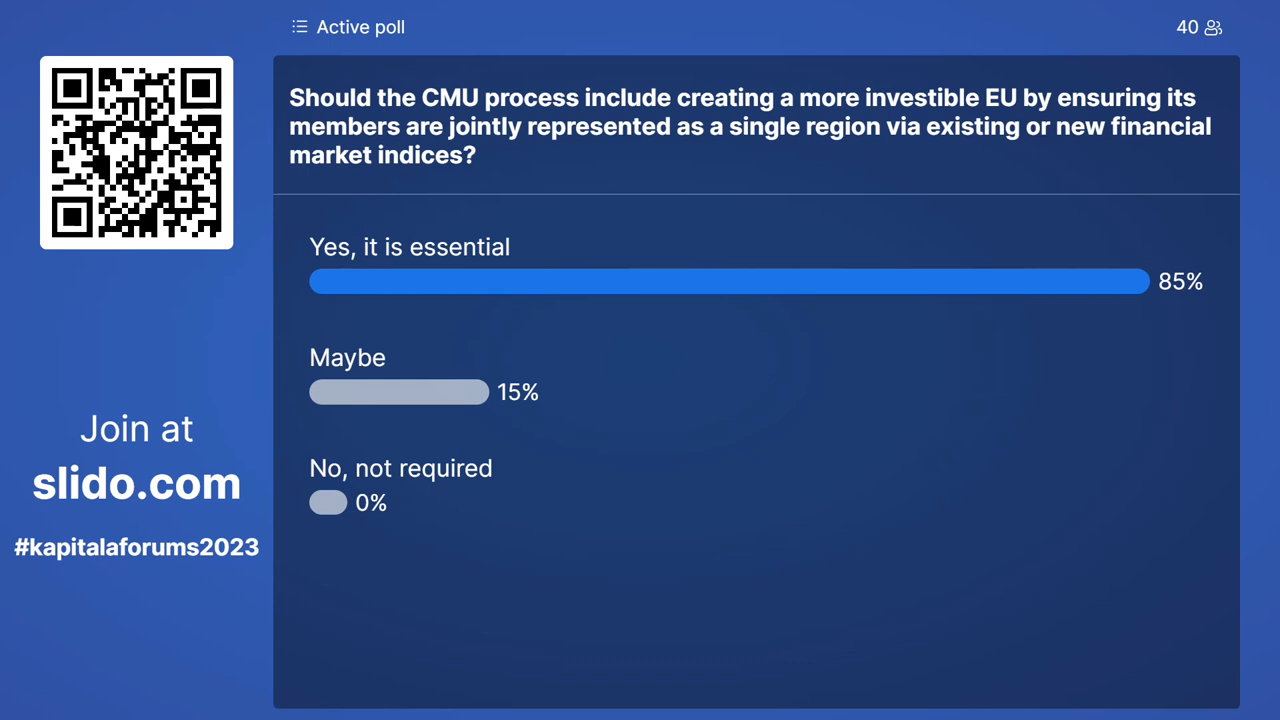 Active poll
40
Should the CMU process include creating a more investible EU by ensuring its
members are jointly represented as a single region via existing or new financial
market indices?
Yes, it is essential
85%
Maybe
15%
No, not required
0%
Join at
slido.com
#kapitalaforums2023